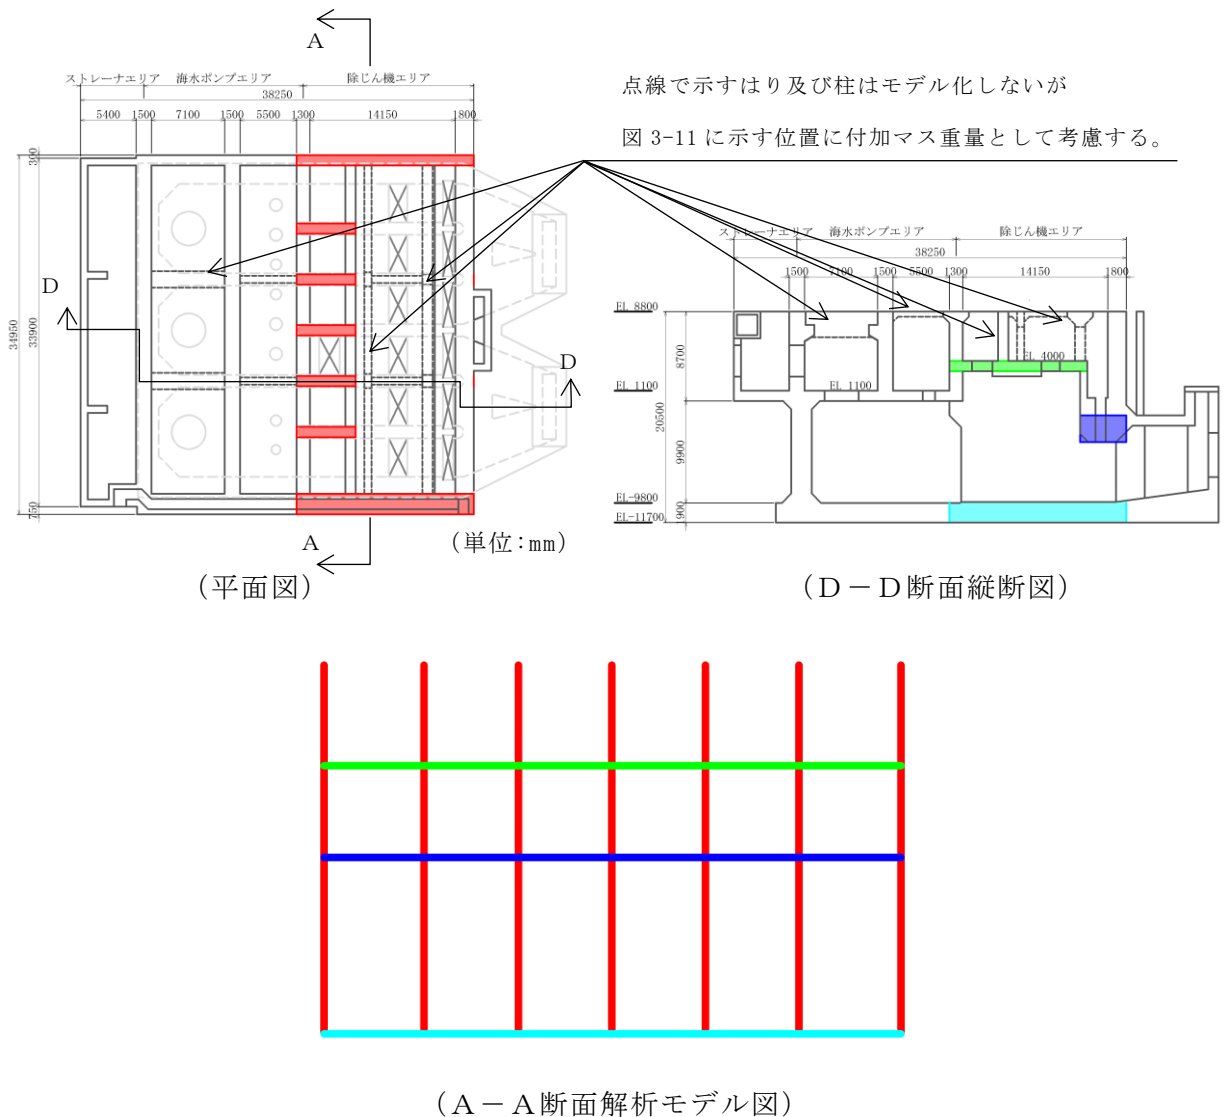 A
ストレーナエリア 海水ポンプエリア 除じん機エリア
38250
5400 1500 7100 1500 5500 1300 14150 1800
点線で示すはり及び柱はモデル化しないが
図 3-11 に示す位置に付加マス重量として考慮する。
300
34950
33900
750
D
D
A
(単位:mm)
(平面図)
ストレーナエリア 海水ポンプエリア 除じん機エリア
38250
1500 7100 1500 5500 1300 14150 1800
EL 8800
EL 4000
8700
EL 1100
EL 1100
20500
9900
EL-9800
EL-11700
1900
(D-D断面縦断図)
(A-A断面解析モデル図)